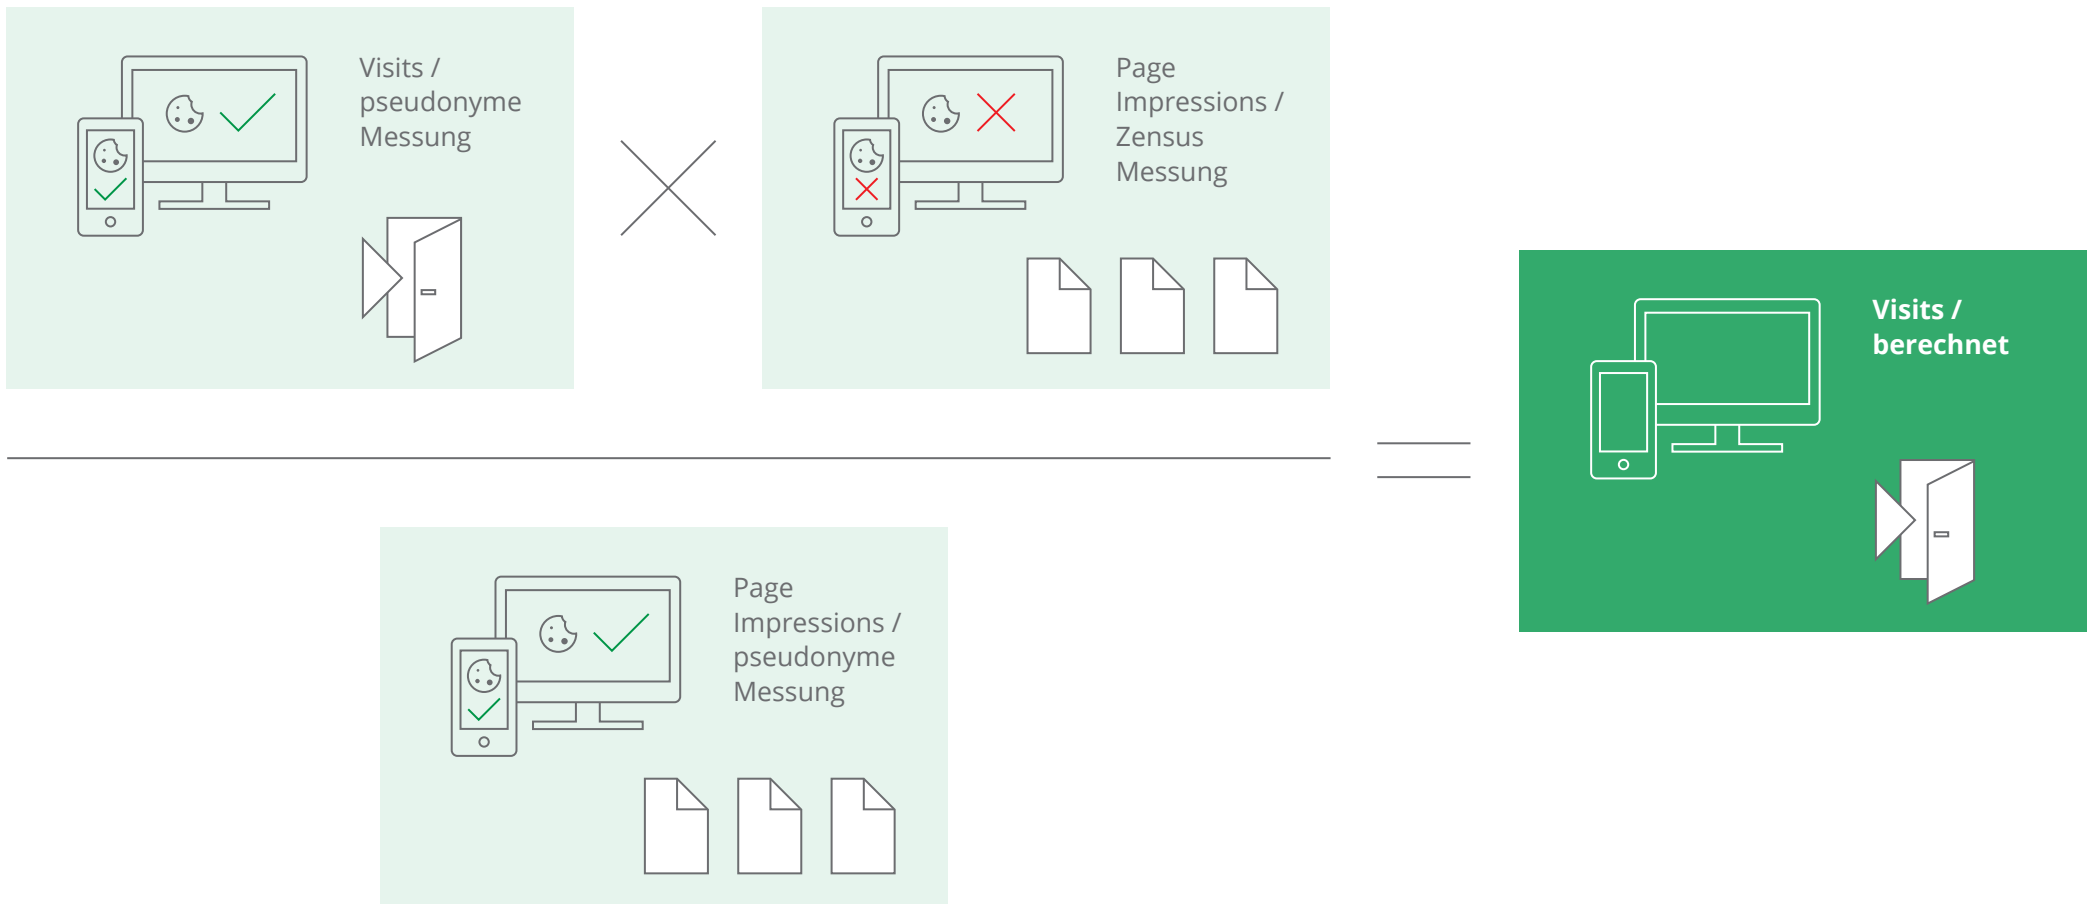 Visits /
pseudonyme
Messung
Page
Impressions /
Zensus
Messung
Visits /
berechnet
Page
Impressions /
pseudonyme
Messung